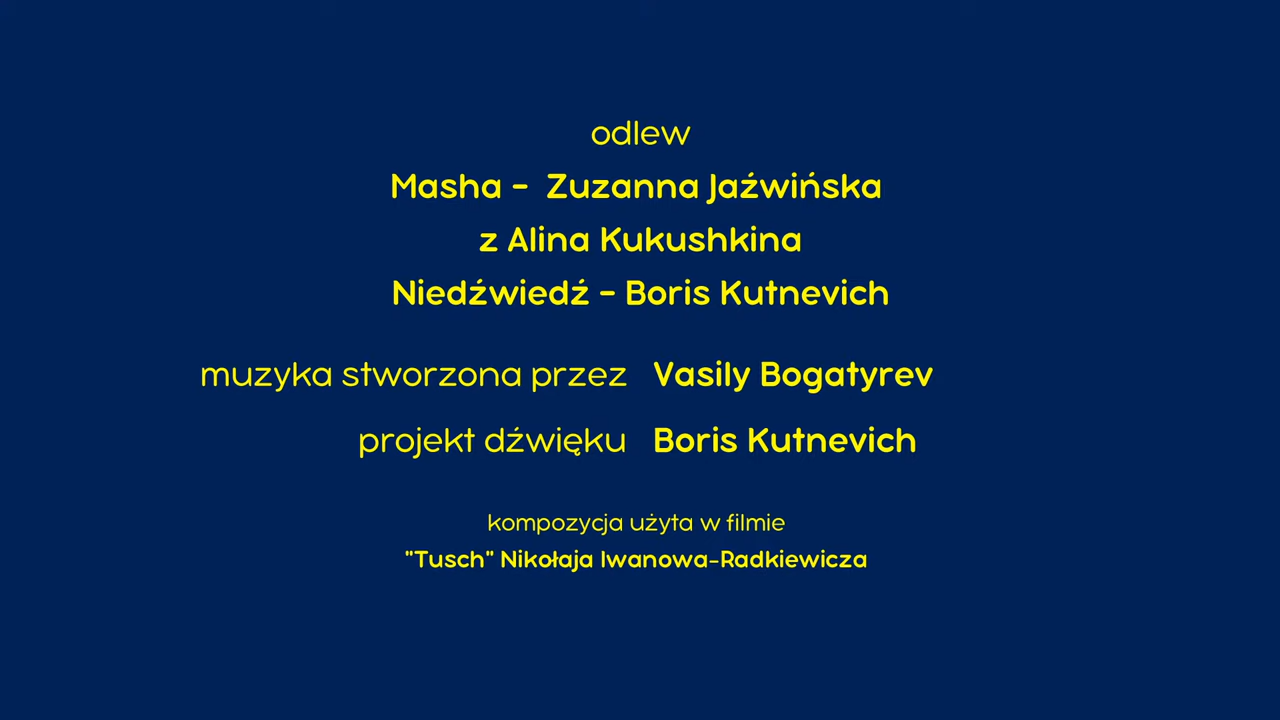 odlew
Masha - Zuzanna Jaźwińska
z Alina Kukushkina
Niedźwiedź - Boris Kutnevich
muzyka stworzona przez Vasily Bogatyrev
projekt dźwięku Boris Kutnevich
kompozycja użyta w filmie
"Tusch" Nikołaja Iwanowa-Radkiewicza